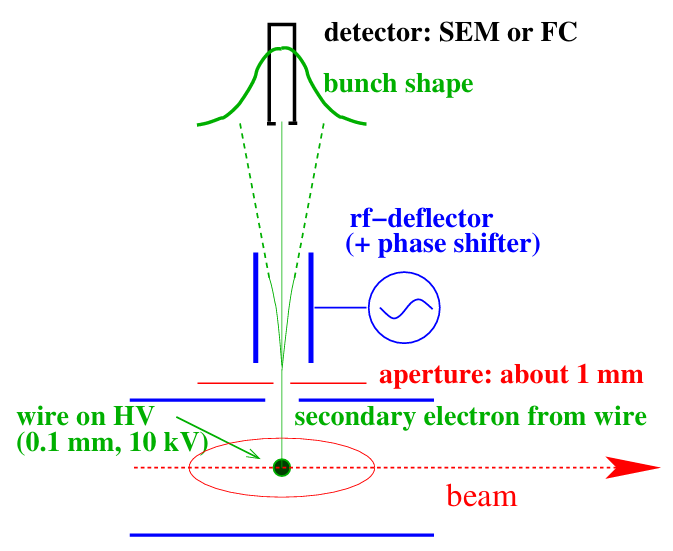 detector: SEM or FC
bunch shape
rf−deflector
(+ phase shifter)
aperture: about 1 mm
wire on HV
(0.1 mm, 10 kV)
secondary electron from wire
beam